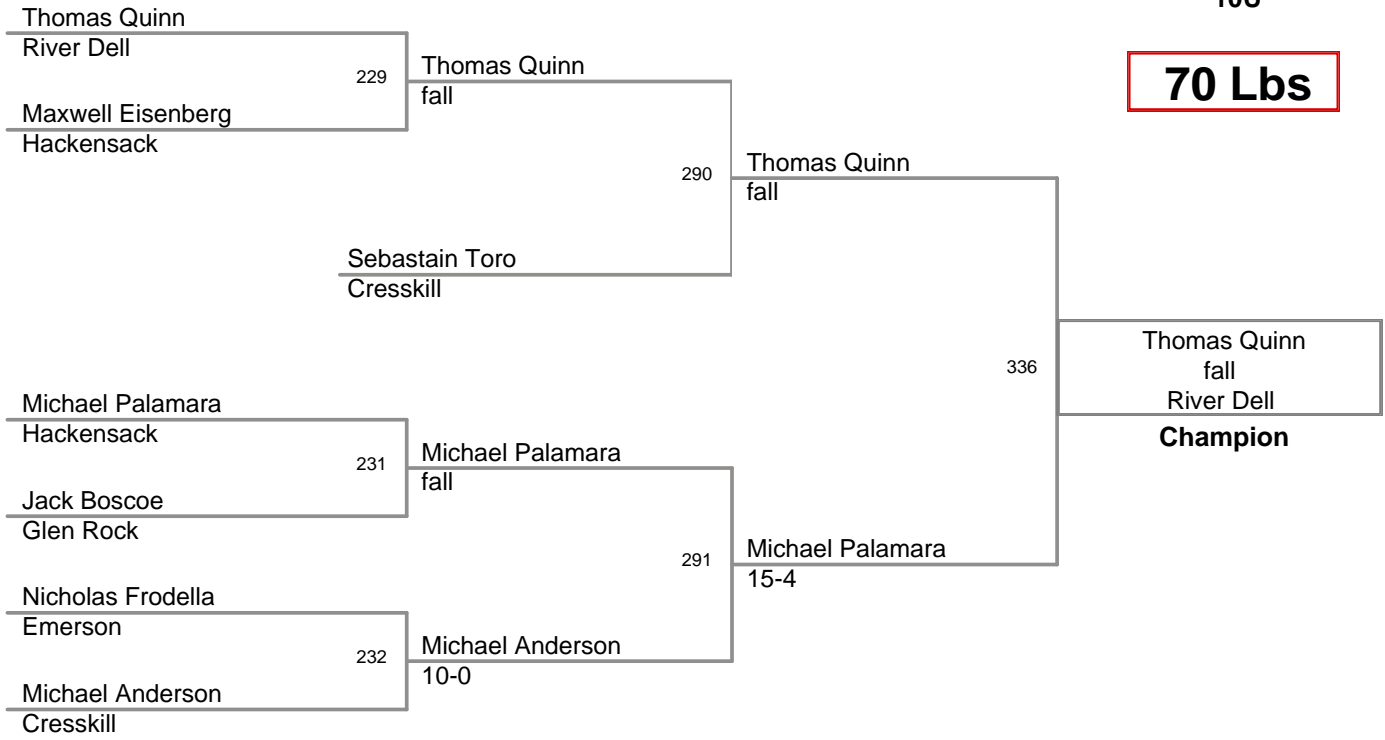 10U
70 Lbs
Thomas Quinn
River Dell
229
Maxwell Eisenberg
Hackensack
Thomas Quinn
fall
290
Sebastain Toro
Cresskill
Thomas Quinn
fall
Michael Palamara
Hackensack
231
Jack Boscoe
Glen Rock
Michael Palamara
fall
291
Nicholas Frodella
Emerson
232
Michael Anderson
Cresskill
Michael Anderson
10-0
Michael Palamara
15-4
336
Thomas Quinn
fall
River Dell
Champion